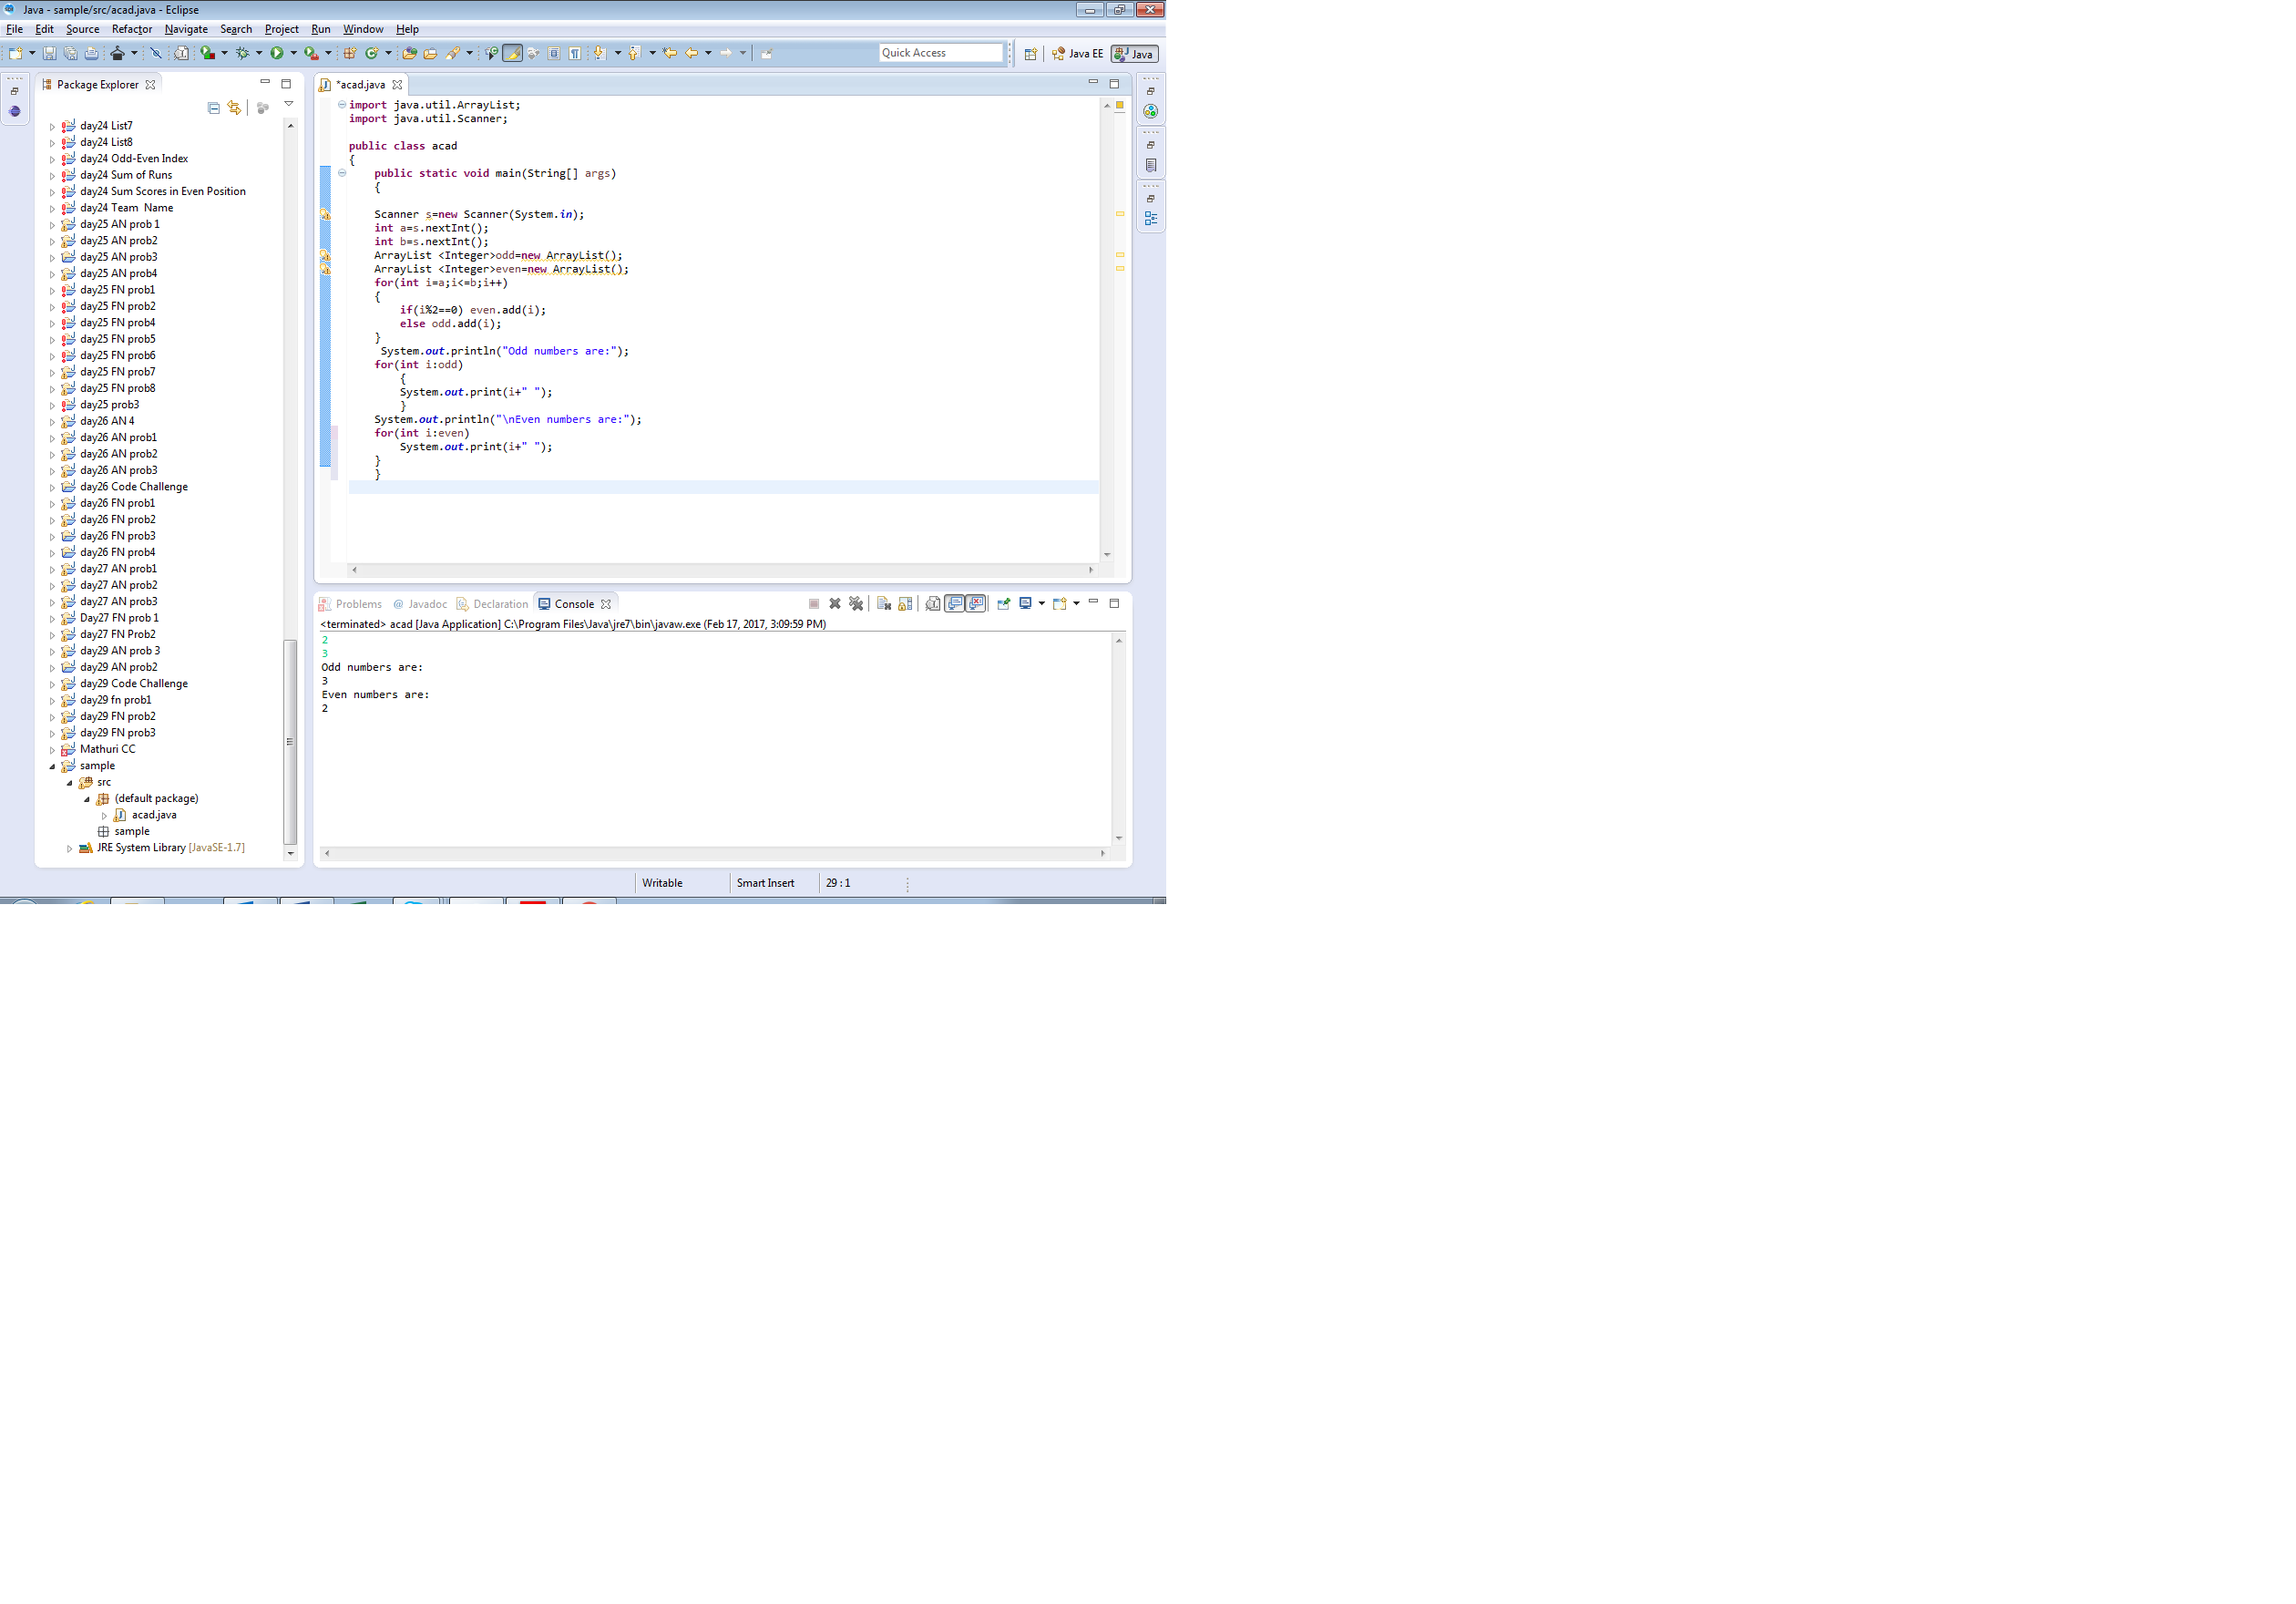 Java - sample/src/acad.java - Eclipse
File Edit Source Refactor Navigate Search Project Run Window Help
Quick Access
Java EE
Java
Package Explorer
day24 List7
day24 List8
day24 Odd-Even Index
day24 Sum of Runs
day24 Sum Scores in Even Position
day24 Team  Name
day25 AN prob 1
day25 AN prob2
day25 AN prob3
day25 AN prob4
day25 FN prob1
day25 FN prob2
day25 FN prob4
day25 FN prob5
day25 FN prob6
day25 FN prob7
day25 FN prob8
day25 prob3
day26 AN 4
day26 AN prob1
day26 AN prob2
day26 AN prob3
day26 Code Challenge
day26 FN prob1
day26 FN prob2
day26 FN prob3
day26 FN prob4
day27 AN prob1
day27 AN prob2
day27 AN prob3
Day27 FN prob 1
day27 FN Prob2
day29 AN prob 3
day29 AN prob2
day29 Code Challenge
day29 fn prob1
day29 FN prob2
day29 FN prob3
Mathuri CC
sample
src
(default package)
acad.java
sample
JRE System Library [JavaSE-1.7]
*acad.java
import java.util.ArrayList;
import java.util.Scanner;
public class acad
{
public static void main(String[] args)
{
Scanner s=new Scanner(System.in);
int a=s.nextInt();
int b=s.nextInt();
ArrayList <Integer>odd=new ArrayList();
ArrayList <Integer>even=new ArrayList();
for(int i=a;i<=b;i++)
{
if(i%2==0) even.add(i);
else odd.add(i);
}
System.out.println("Odd numbers are:");
for(int i:odd)
{
System.out.print(i+" ");
}
System.out.println("\nEven numbers are:");
for(int i:even)
System.out.print(i+" ");
}
}
Problems @ Javadoc Declaration Console
<terminated> acad [Java Application] C:\Program Files\Java\jre7\bin\javaw.exe (Feb 17, 2017, 3:09:59 PM)
2
3
Odd numbers are:
3
Even numbers are:
2
Writable Smart Insert 29 : 1